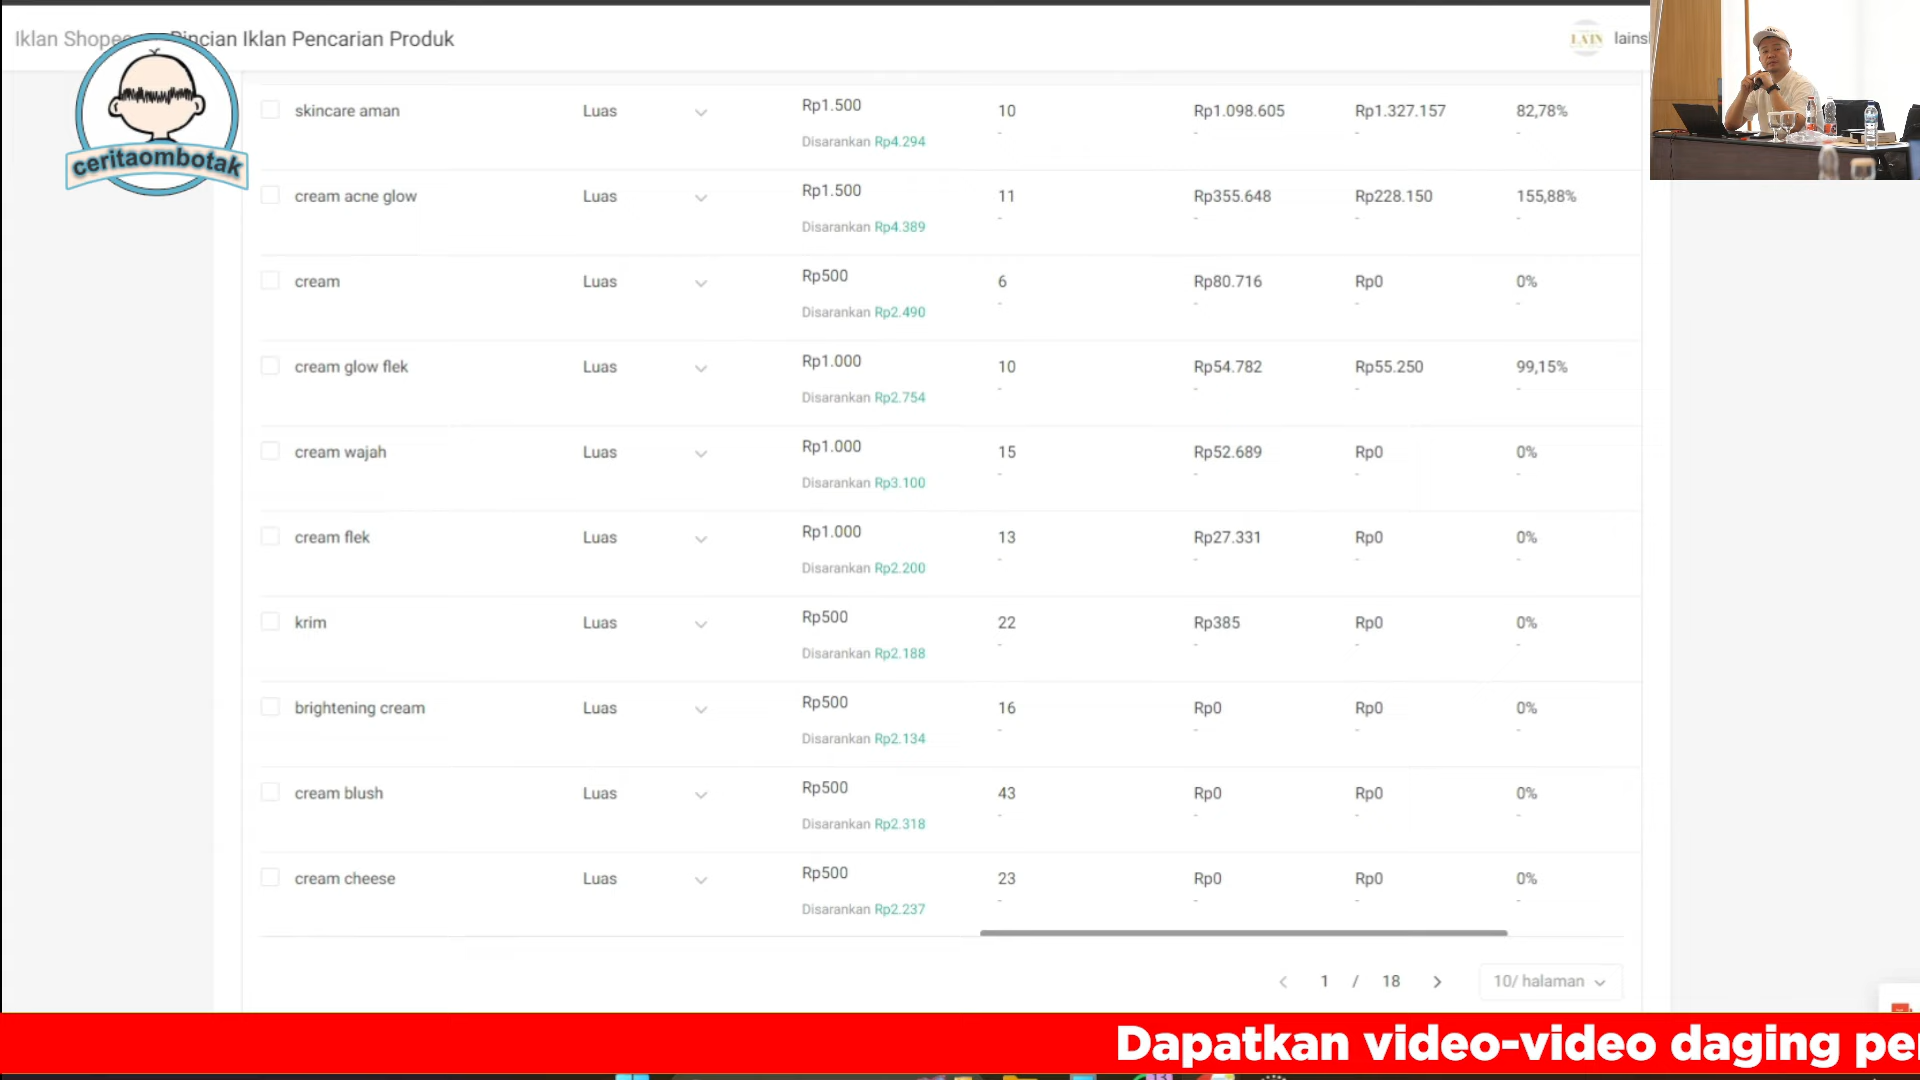 Iklan Shopee
Rincian Iklan Pencarian Produk
LAIN
lains
ceritaombotak
skincare aman
Luas
Rp1.500
Disarankan Rp4.294
10
-
Rp1.098.605
-
Rp1.327.157
-
82,78%
-
cream acne glow
Luas
Rp1.500
Disarankan Rp4.389
11
-
Rp355.648
-
Rp228.150
-
155,88%
-
cream
Luas
Rp500
Disarankan Rp2.490
6
-
Rp80.716
-
Rp0
-
0%
-
cream glow flek
Luas
Rp1.000
Disarankan Rp2.754
10
-
Rp54.782
-
Rp55.250
-
99,15%
-
cream wajah
Luas
Rp1.000
Disarankan Rp3.100
15
-
Rp52.689
-
Rp0
-
0%
-
cream flek
Luas
Rp1.000
Disarankan Rp2.200
13
-
Rp27.331
-
Rp0
-
0%
-
krim
Luas
Rp500
Disarankan Rp2.188
22
-
Rp385
-
Rp0
-
0%
-
brightening cream
Luas
Rp500
Disarankan Rp2.134
16
-
Rp0
-
Rp0
-
0%
-
cream blush
Luas
Rp500
Disarankan Rp2.318
43
-
Rp0
-
Rp0
-
0%
-
cream cheese
Luas
Rp500
Disarankan Rp2.237
23
-
Rp0
-
Rp0
-
0%
-
1 / 18
10/ halaman
Dapatkan video-video daging pe